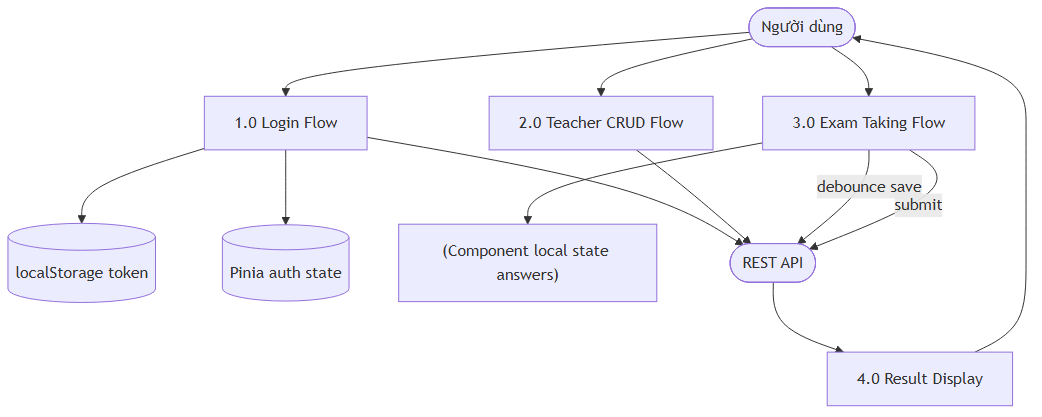 Người dùng
1.0 Login Flow
2.0 Teacher CRUD Flow
3.0 Exam Taking Flow
debounce save
submit
localStorage token
Pinia auth state
(Component local state
answers)
REST API
4.0 Result Display